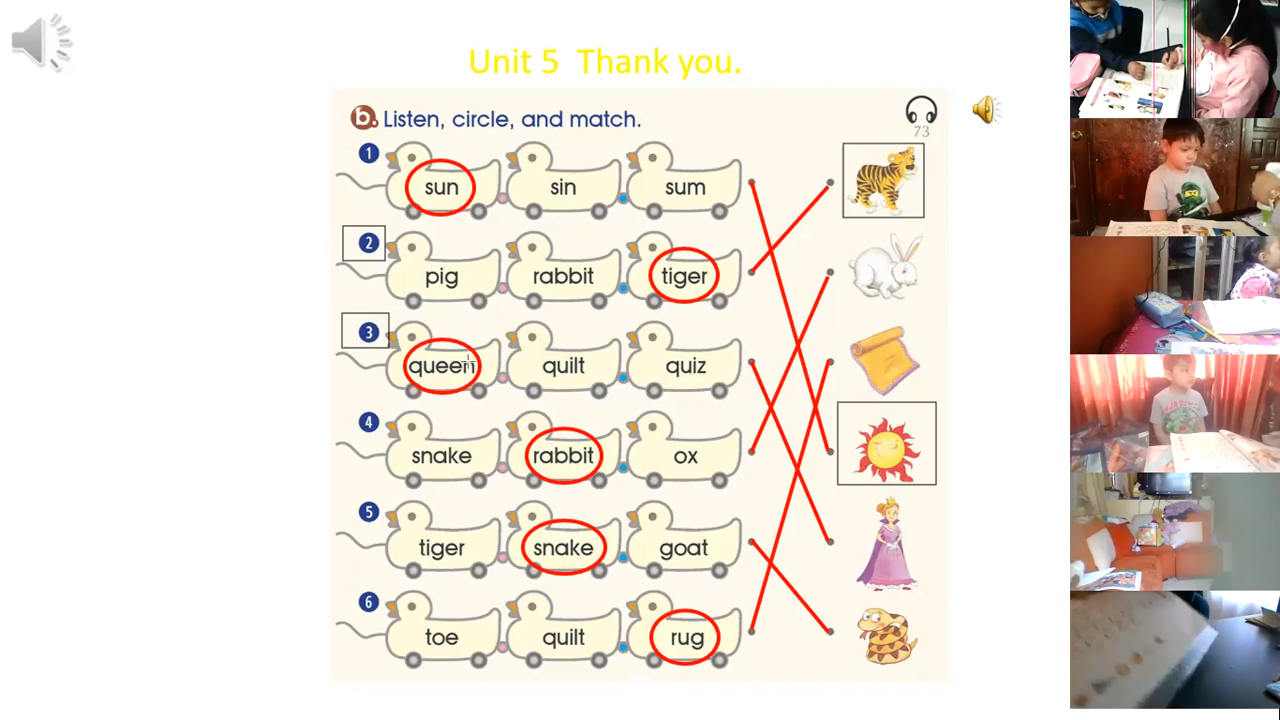 Unit 5 Thank you.
b. Listen, circle, and match.
73
1 sun sin sum
2 pig rabbit tiger
3 queen quilt quiz
4 snake rabbit ox
5 tiger snake goat
6 toe quilt rug